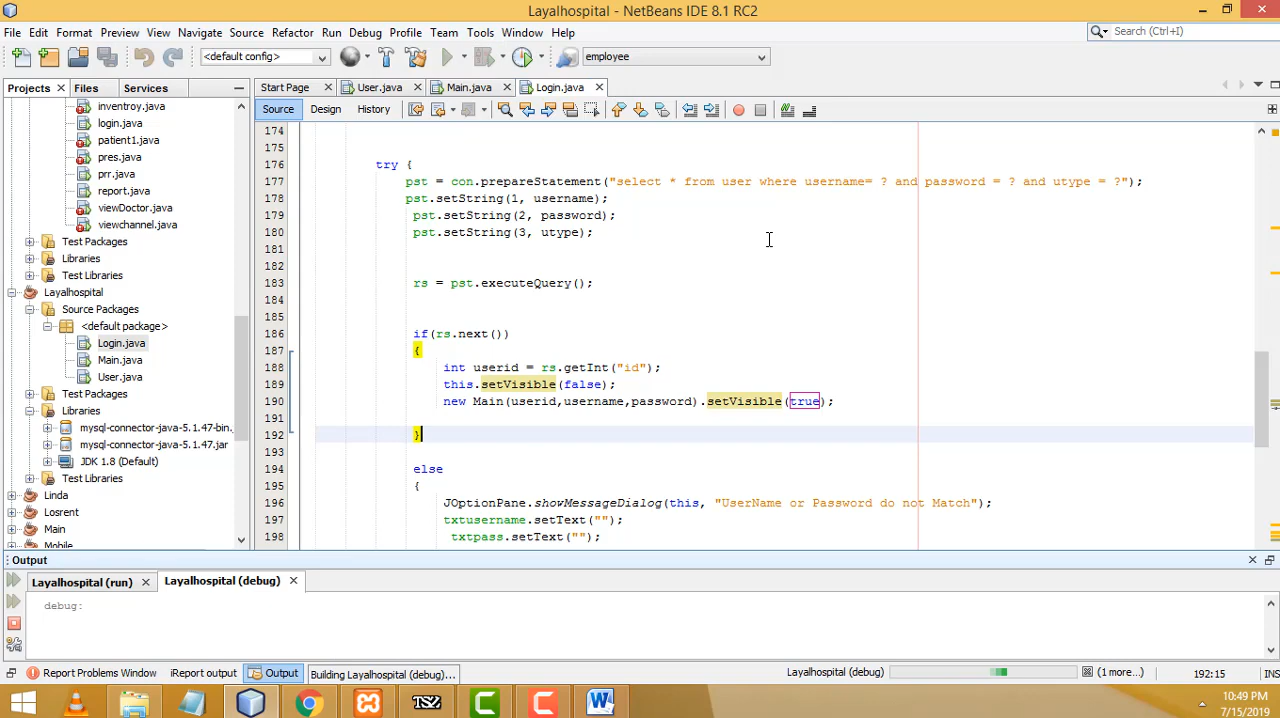 Layalhospital - NetBeans IDE 8.1 RC2
File Edit Format Preview View Navigate Source Refactor Run Debug Profile Team Tools Window Help
Search (Ctrl+I)
<default config>
employee
Projects Files Services
Start Page User.java Main.java Login.java
Source Design History
inventroy.java
login.java
patient1.java
pres.java
prr.java
report.java
viewDoctor.java
viewchannel.java
Test Packages
Libraries
Test Libraries
Layalhospital
Source Packages
<default package>
Login.java
Main.java
User.java
Test Packages
Libraries
mysql-connector-java-5.1.47-bin.
mysql-connector-java-5.1.47.jar
JDK 1.8 (Default)
Test Libraries
Linda
Losrent
Main
Mobile
174
175
176 try {
177 pst = con.prepareStatement("select * from user where username= ? and password = ? and utype = ?");
178 pst.setString(1, username);
179 pst.setString(2, password);
180 pst.setString(3, utype);
181
182
183 rs = pst.executeQuery();
184
185
186 if(rs.next())
187 {
188 int userid = rs.getInt("id");
189 this.setVisible(false);
190 new Main(userid,username,password).setVisible(true);
191
192 }
193
194 else
195 {
196 JOptionPane.showMessageDialog(this, "UserName or Password do not Match");
197 txtusername.setText("");
198 txtpass.setText("");
Output
Layalhospital (run) Layalhospital (debug)
debug:
Report Problems Window iReport output Output Building Layalhospital (debug)...
Layalhospital (debug) (1 more...) 192:15 INS
TSZ
10:49 PM
7/15/2019